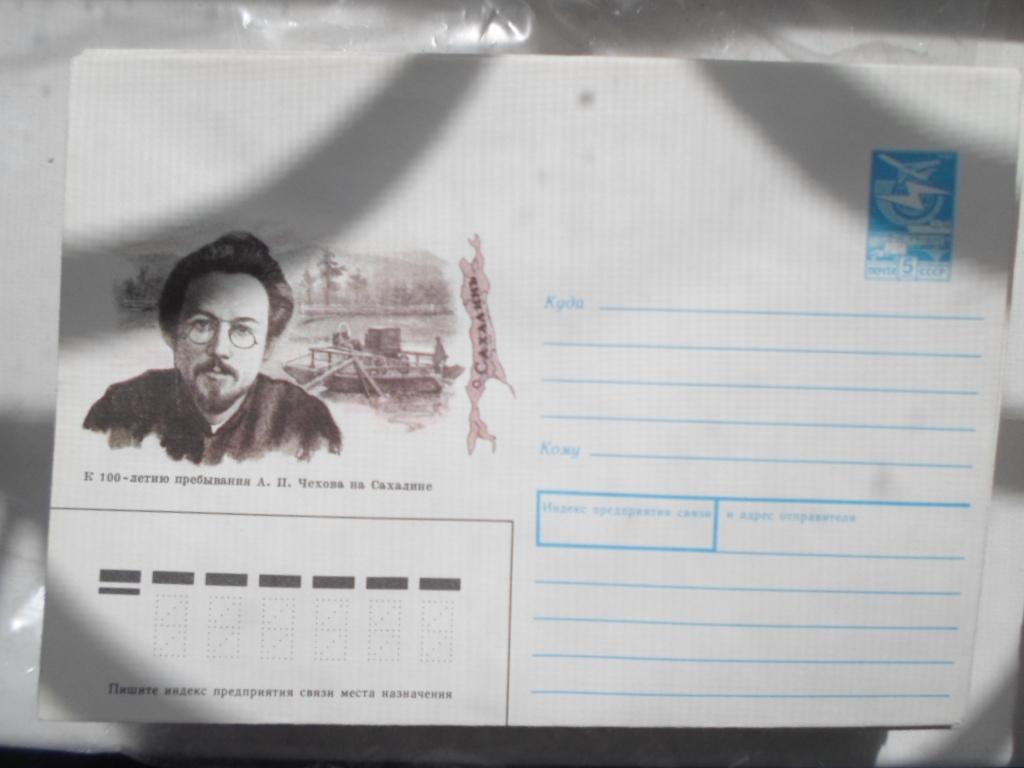 ПОЧТА 5 СССР
о. Сахалинъ
К 100-летию пребывания А. П. Чехова на Сахалине
Куда
Кому
Индекс предприятия связи и адрес отправителя
Пишите индекс предприятия связи места назначения